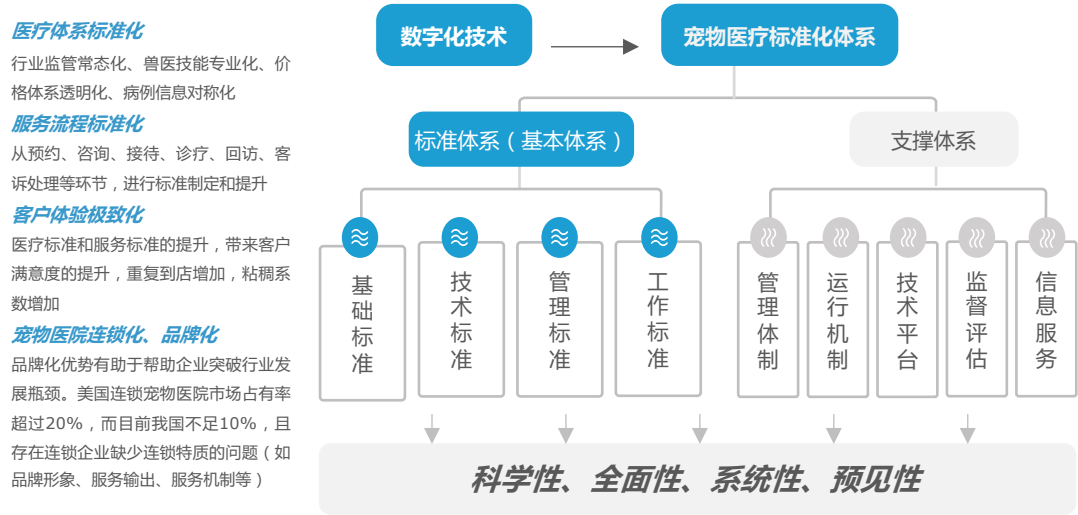 医疗体系标准化
行业监管常态化、兽医技能专业化、价
格体系透明化、病例信息对称化
服务流程标准化
从预约、咨询、接待、诊疗、回访、客
诉处理等环节，进行标准制定和提升
客户体验极致化
医疗标准和服务标准的提升，带来客户
满意度的提升，重复到店增加，粘稠系
数增加
宠物医院连锁化、品牌化
品牌化优势有助于帮助企业突破行业发
展瓶颈。美国连锁宠物医院市场占有率
超过20%，而目前我国不足10%，且
存在连锁企业缺少连锁特质的问题（如
品牌形象、服务输出、服务机制等）
数字化技术
宠物医疗标准化体系
标准体系（基本体系）
支撑体系
基础标准
技术标准
管理标准
工作标准
管理体制
运行机制
技术平台
监督评估
信息服务
科学性、全面性、系统性、预见性